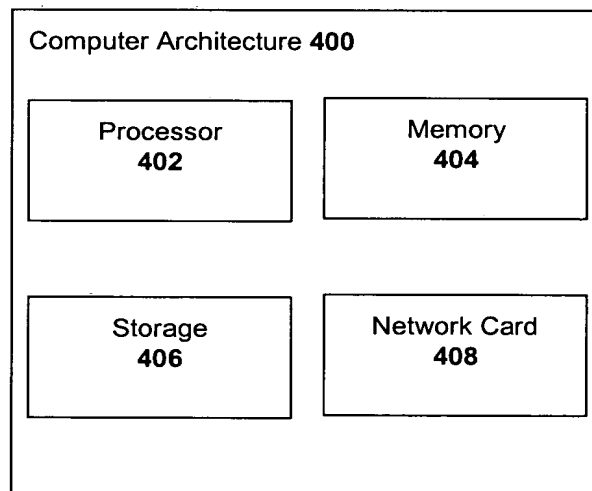 Computer Architecture 400
Processor
402
Memory
404
Storage
406
Network Card
408